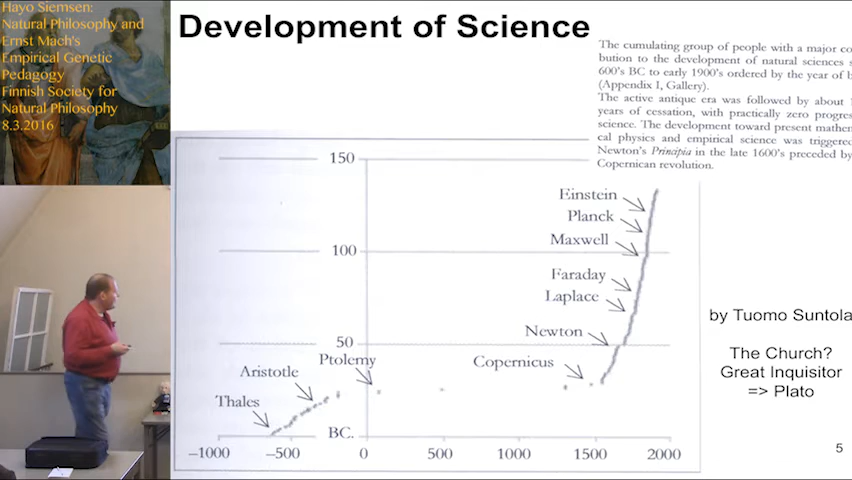 Hayo Siemsen:
Natural Philosophy and
Ernst Mach's
Empirical Genetic
Pedagogy
Finnish Society for
Natural Philosophy
8.3.2016
Development of Science
The cumulating group of people with a major co
bution to the development of natural sciences s
600's BC to early 1900's ordered by the year of b
(Appendix I, Gallery).
The active antique era was followed by about 1
years of cessation, with practically zero progres
science. The development toward present mathem
cal physics and empirical science was triggered
Newton's Principia in the late 1600's preceded by
Copernican revolution.
150
Einstein
Planck
Maxwell
100
Faraday
Laplace
Newton
50
Copernicus
Ptolemy
Aristotle
Thales
BC.
−1000 −500 0 500 1000 1500 2000
by Tuomo Suntola
The Church?
Great Inquisitor
=> Plato
5